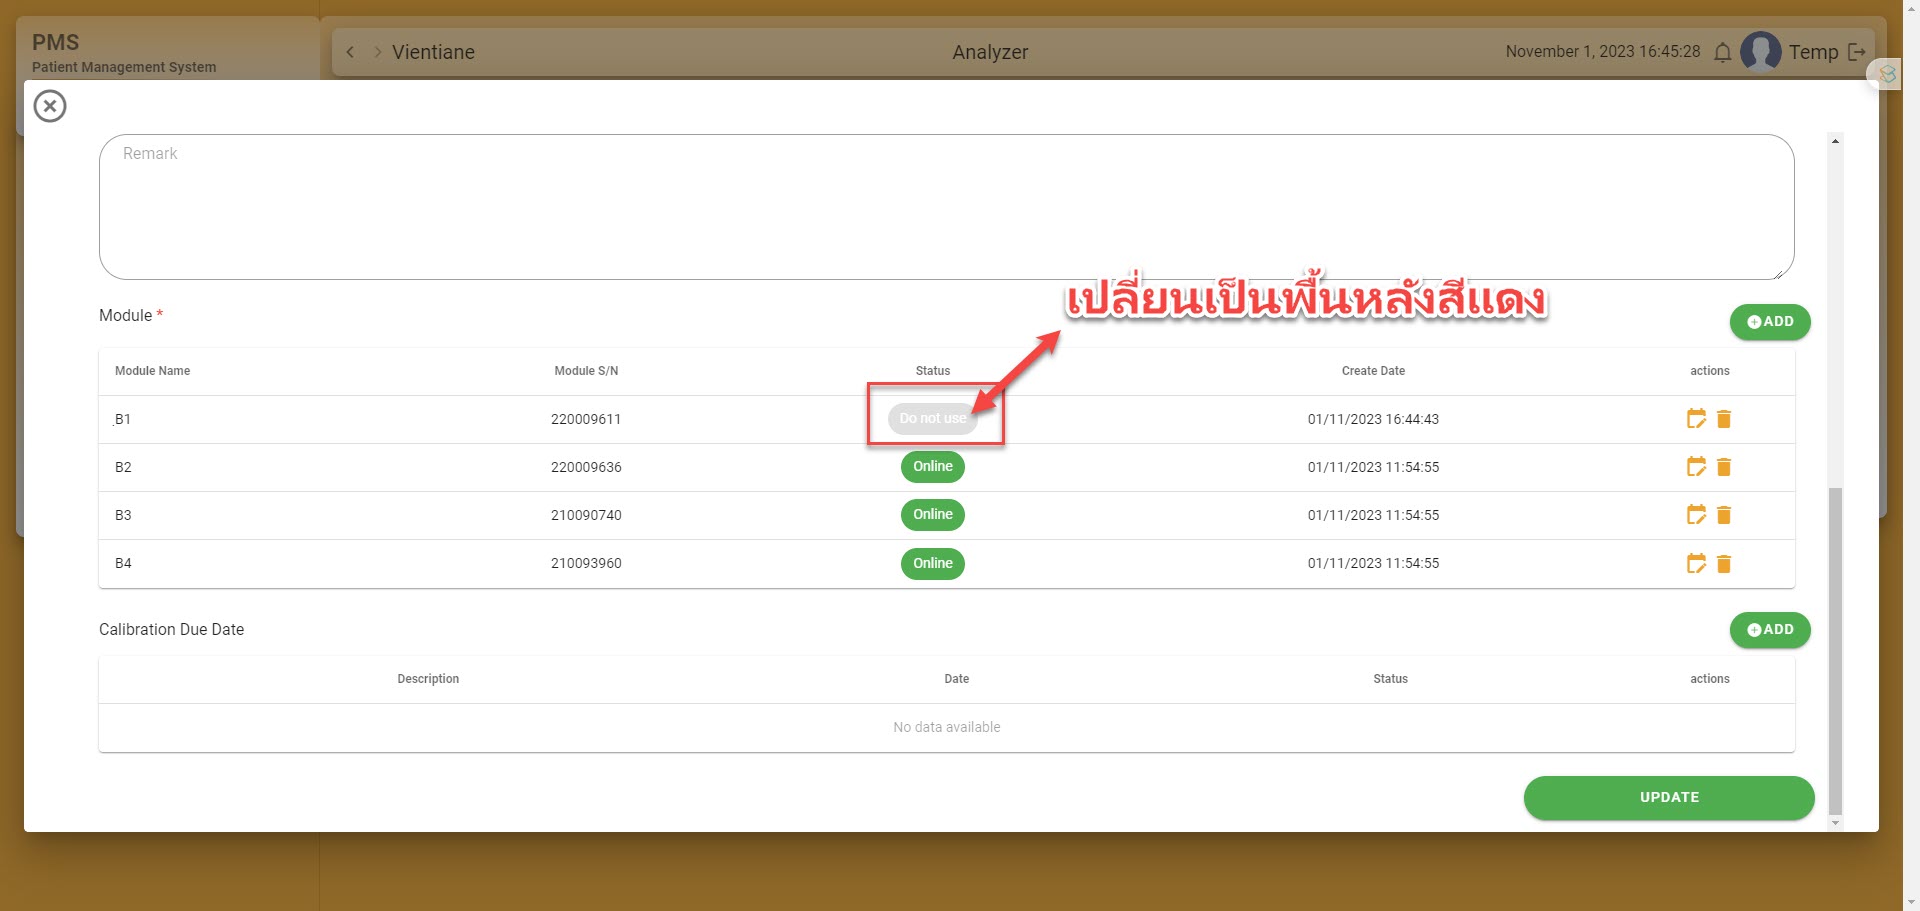 PMS
Patient Management System
Vientiane
Analyzer
November 1, 2023 16:45:28
Temp
Remark
เปลี่ยนเป็นพื้นหลังสีแดง
Module *
ADD
Module Name Module S/N Status Create Date actions
B1 220009611 Do not use 01/11/2023 16:44:43
B2 220009636 Online 01/11/2023 11:54:55
B3 210090740 Online 01/11/2023 11:54:55
B4 210093960 Online 01/11/2023 11:54:55
Calibration Due Date
ADD
Description Date Status actions
No data available
UPDATE